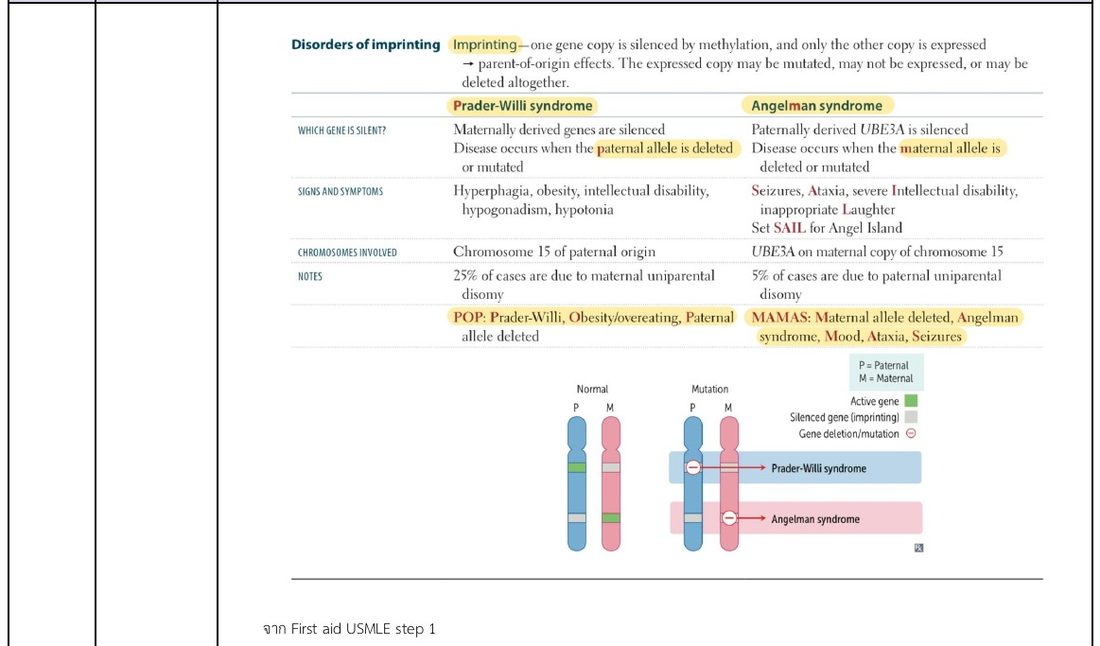 Disorders of imprinting
Imprinting—one gene copy is silenced by methylation, and only the other copy is expressed
→ parent-of-origin effects. The expressed copy may be mutated, may not be expressed, or may be
deleted altogether.
Prader-Willi syndrome
Angelman syndrome
WHICH GENE IS SILENT?
Maternally derived genes are silenced
Disease occurs when the paternal allele is deleted
or mutated
Paternally derived UBE3A is silenced
Disease occurs when the maternal allele is
deleted or mutated
SIGNS AND SYMPTOMS
Hyperphagia, obesity, intellectual disability,
hypogonadism, hypotonia
Seizures, Ataxia, severe Intellectual disability,
inappropriate Laughter
Set SAIL for Angel Island
CHROMOSOMES INVOLVED
Chromosome 15 of paternal origin
UBE3A on maternal copy of chromosome 15
NOTES
25% of cases are due to maternal uniparental
disomy
5% of cases are due to paternal uniparental
disomy
POP: Prader-Willi, Obesity/overeating, Paternal
allele deleted
MAMAS: Maternal allele deleted, Angelman
syndrome, Mood, Ataxia, Seizures
P = Paternal
M = Maternal
Normal
Mutation
P M
P M
Active gene
Silenced gene (imprinting)
Gene deletion/mutation
Prader-Willi syndrome
Angelman syndrome
จาก First aid USMLE step 1